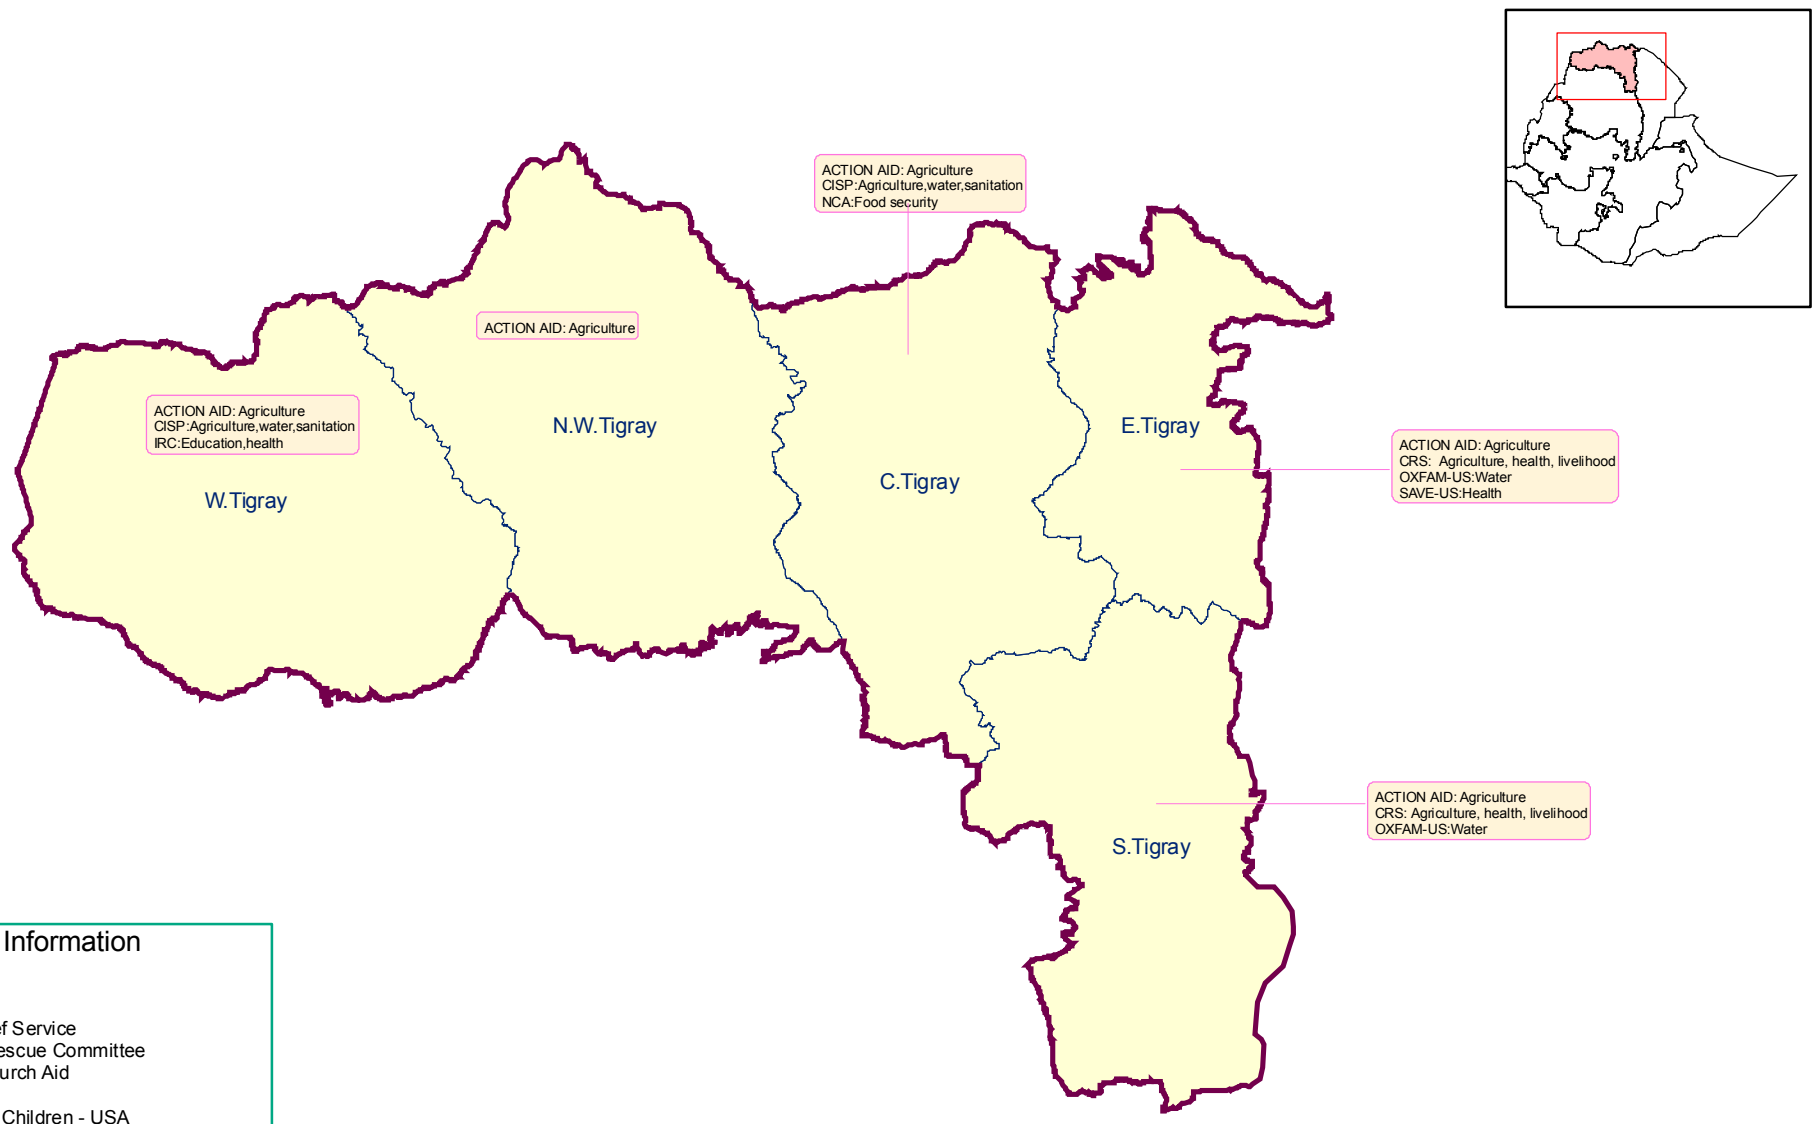 ACTION AID: Agriculture
CISP:Agriculture,water,sanitation
NCA:Food security
ACTION AID: Agriculture
N.W.Tigray
ACTION AID: Agriculture
CISP:Agriculture,water,sanitation
IRC:Education,health
W.Tigray
C.Tigray
E.Tigray
ACTION AID: Agriculture
CRS: Agriculture, health, livelihood
OXFAM-US:Water
SAVE-US:Health
ACTION AID: Agriculture
CRS: Agriculture, health, livelihood
OXFAM-US:Water
S.Tigray
Information
Service
Committee
Aid
Children - USA